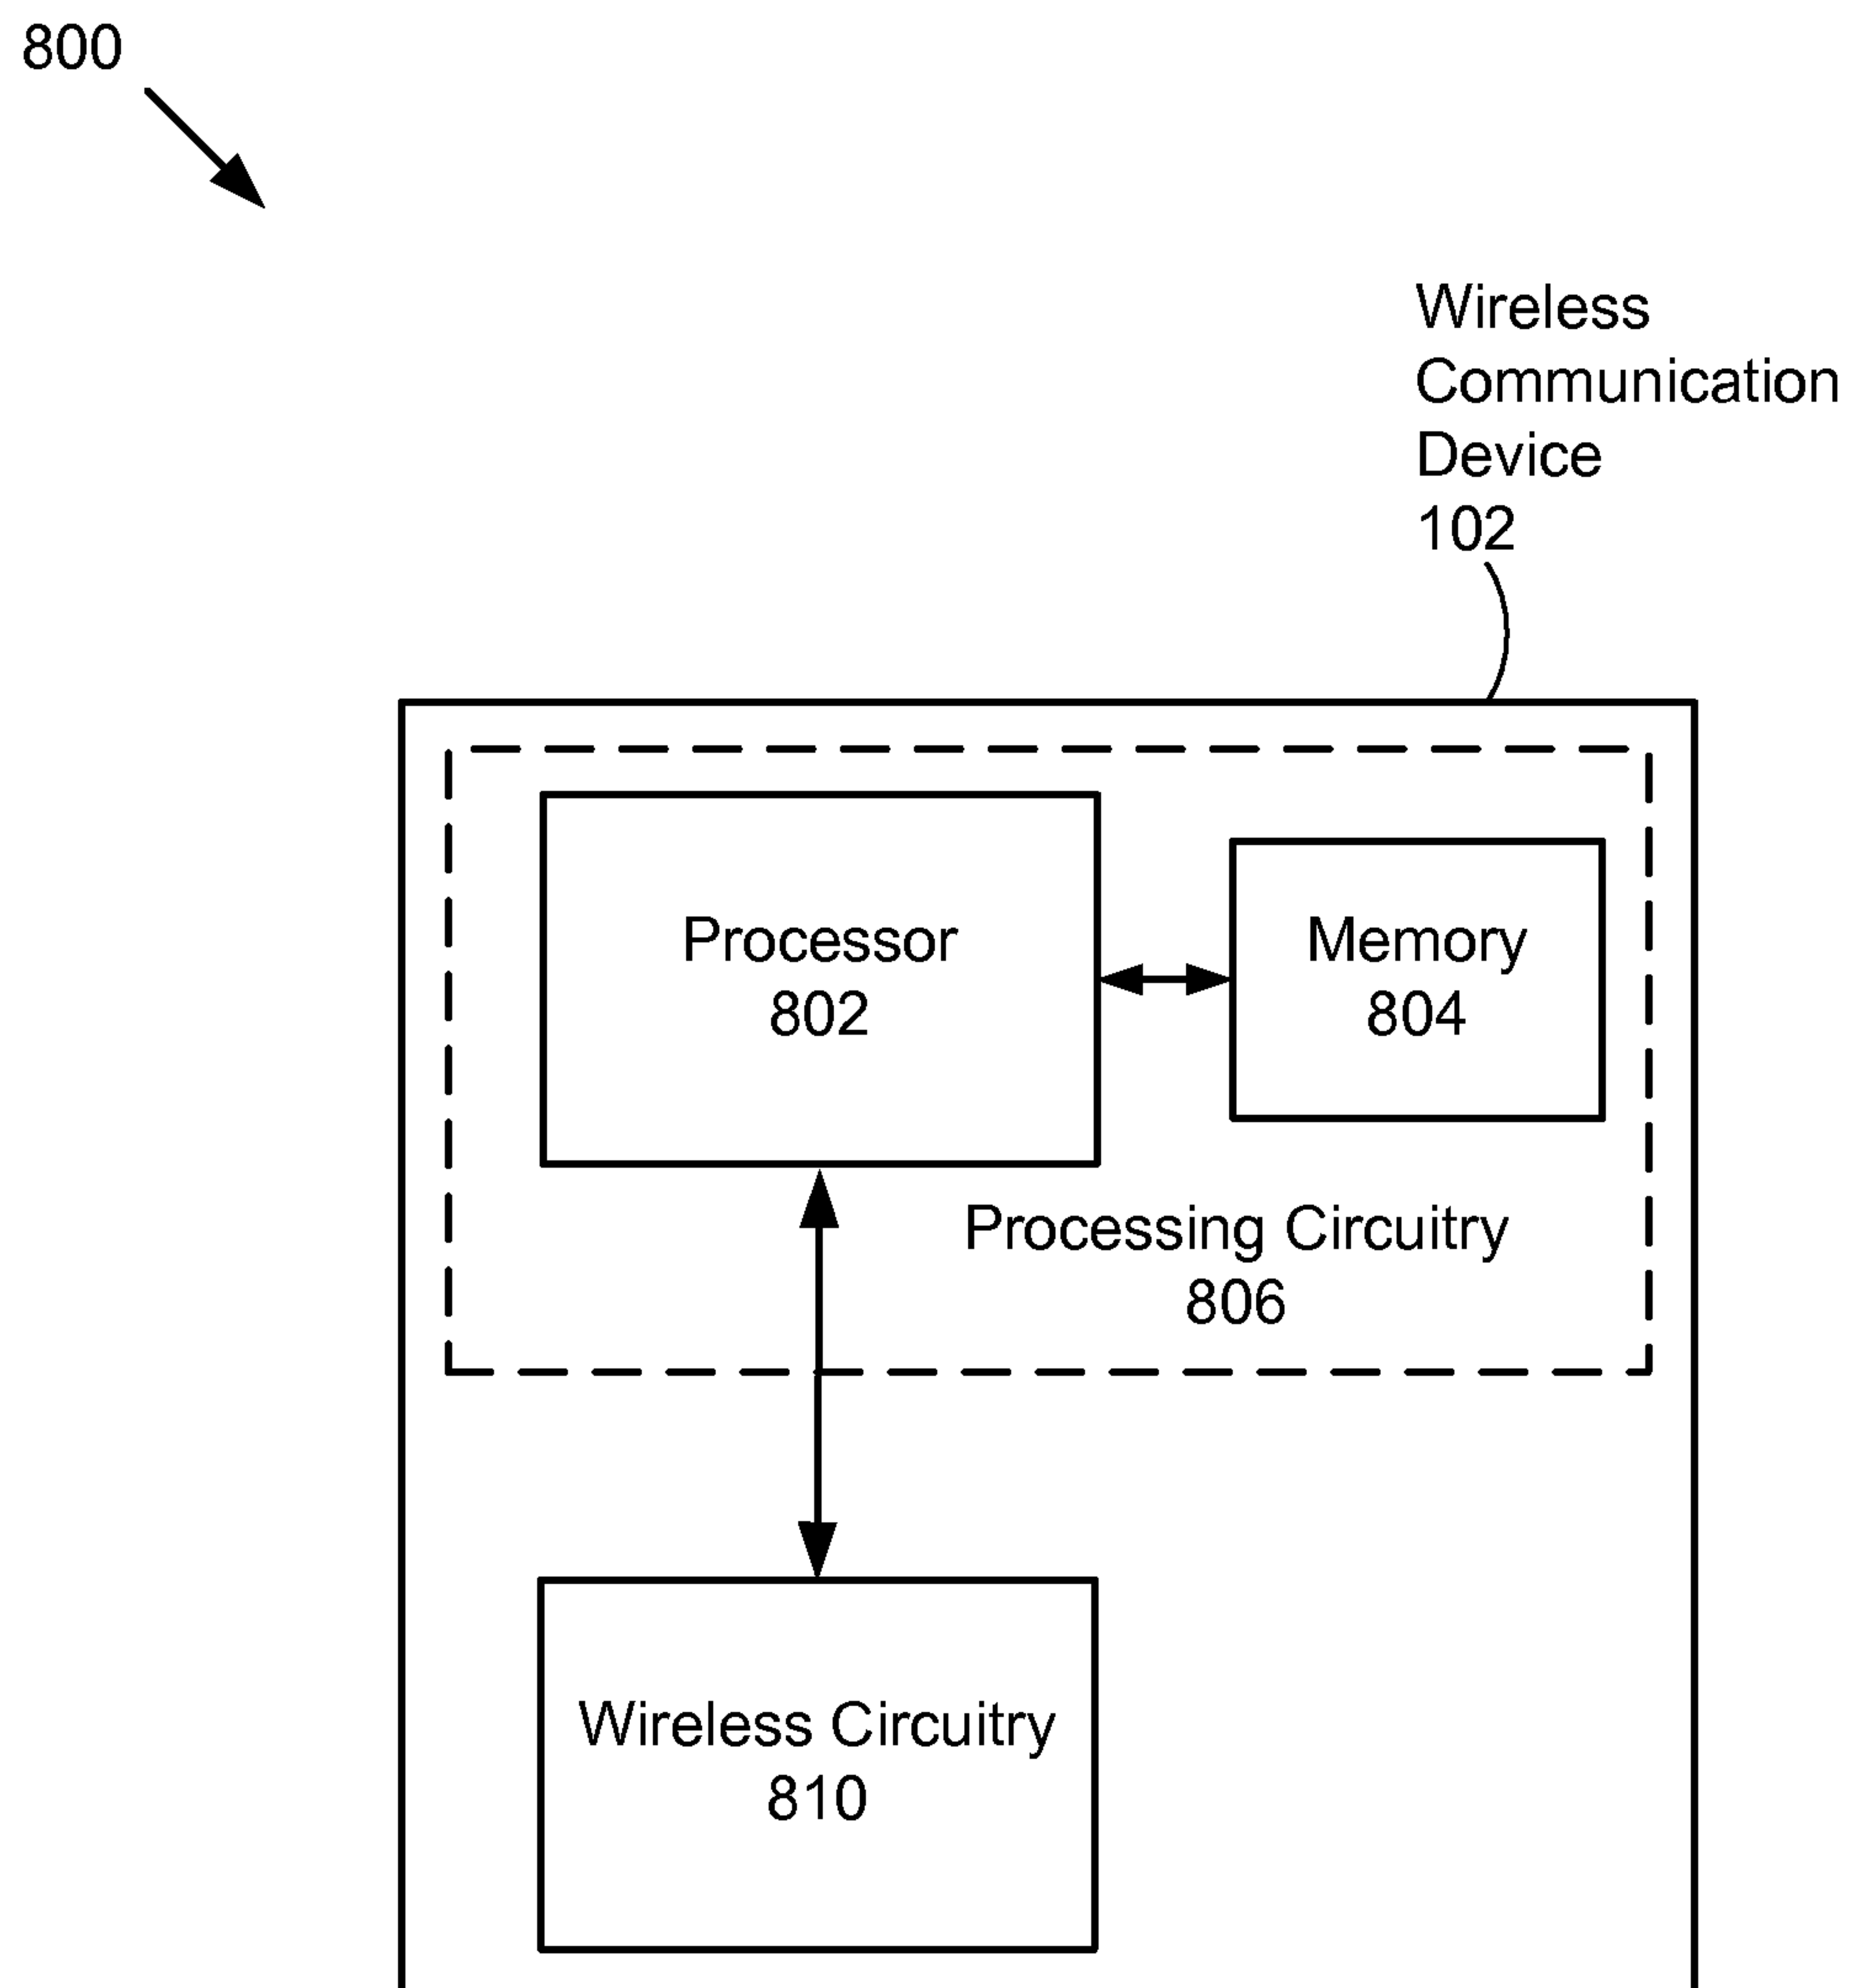 800
Wireless
Communication
Device
102
Processor
802
Memory
804
Processing Circuitry
806
Wireless Circuitry
810